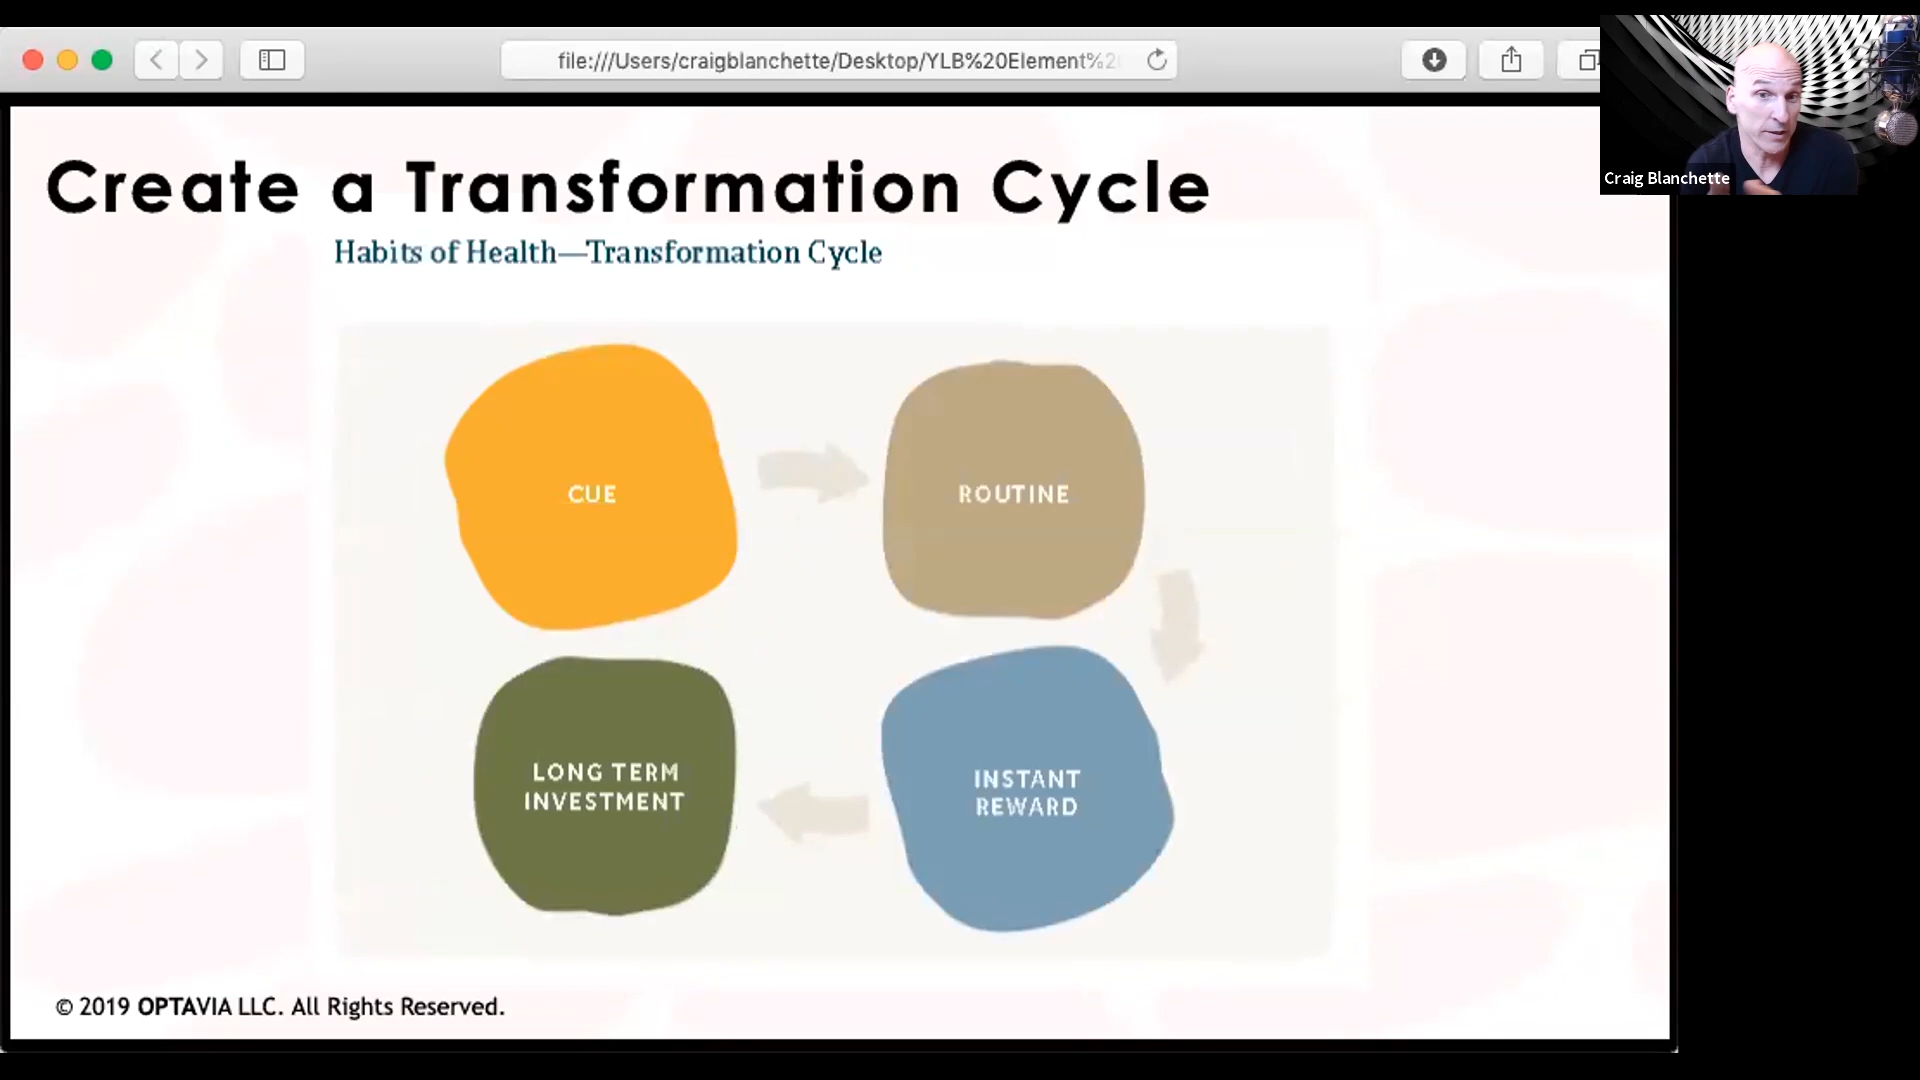 file:///Users/craigblanchette/Desktop/YLB%20Element%2
Craig Blanchette
Create a Transformation Cycle
Habits of Health—Transformation Cycle
CUE
ROUTINE
LONG TERM
INVESTMENT
INSTANT
REWARD
© 2019 OPTAVIA LLC. All Rights Reserved.